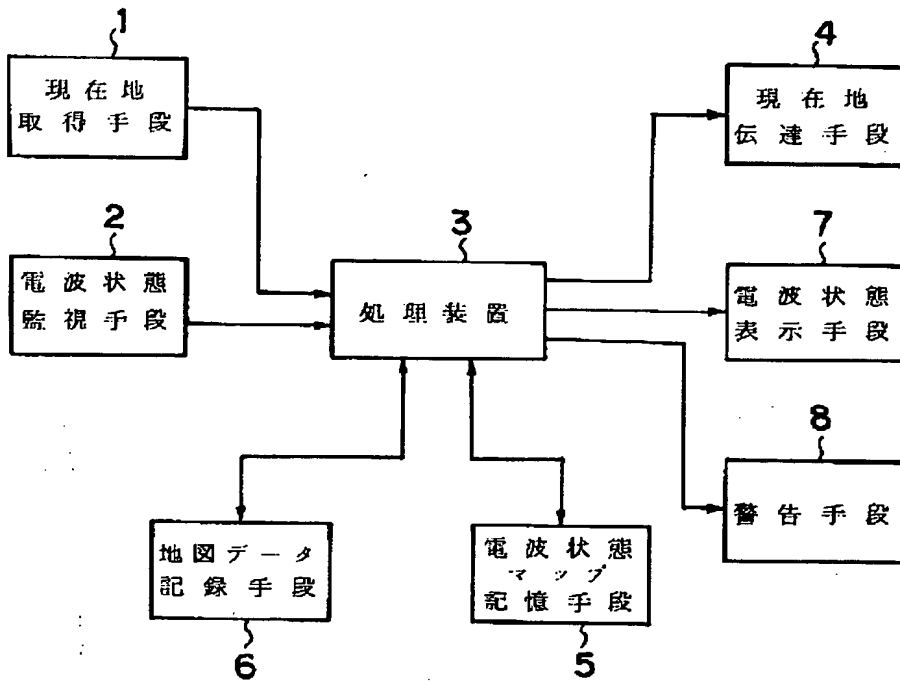 1
現在地
取得手段
2
電波状態
監視手段
3
処理装置
4
現在地
伝達手段
7
電波状態
表示手段
8
警告手段
地図データ
記録手段
6
電波状態
マップ
記憶手段
5